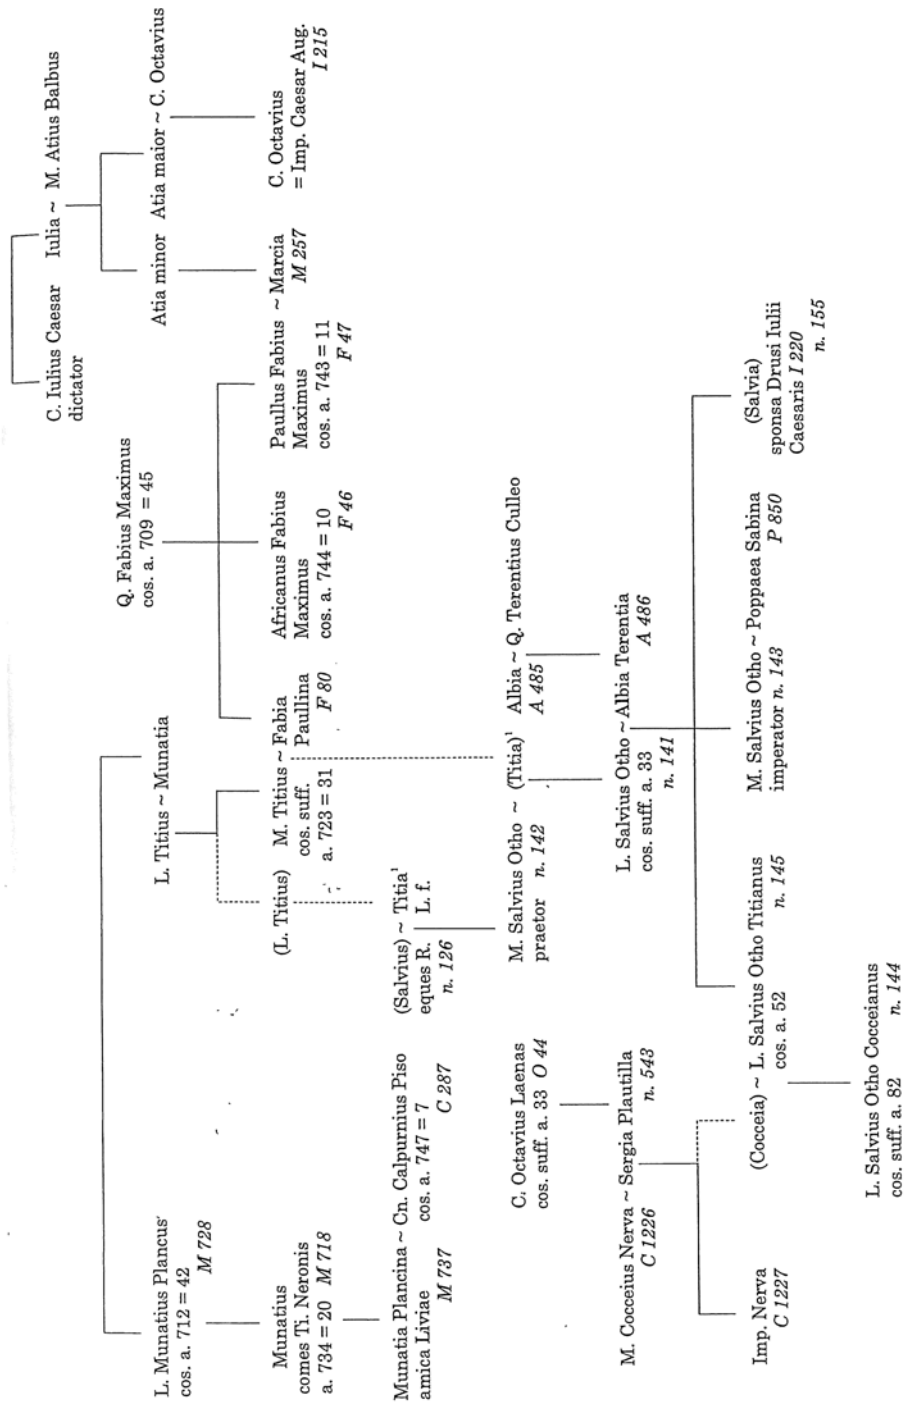 C. Iulius Caesar
dictator
Iulia ~ M. Atius Balbus
Atia minor
Atia maior ~ C. Octavius
Q. Fabius Maximus
cos. a. 709 = 45
L. Titius ~ Munatia
L. Munatius Plancus
cos. a. 712 = 42
M 728
Munatius
comes Ti. Neronis
a. 734 = 20 M 718
(L. Titius)
M. Titius ~ Fabia
cos. suff. Paullina
a. 723 = 31 F 80
Africanus Fabius
Maximus
cos. a. 744 = 10
F 46
Paullus Fabius ~ Marcia
Maximus M 257
cos. a. 743 = 11
F 47
C. Octavius
= Imp. Caesar Aug.
I 215
Munatia Plancina ~ Cn. Calpurnius Piso
amica Liviae cos. a. 747 = 7
M 737 C 287
(Salvius) ~ Titia¹
eques R. L. f.
n. 126
C. Octavius Laenas
cos. suff. a. 33 O 44
M. Salvius Otho ~ (Titia)¹
praetor n. 142
Albia ~ Q. Terentius Culleo
A 485
M. Cocceius Nerva ~ Sergia Plautilla
C 1226 n. 543
L. Salvius Otho ~ Albia Terentia
cos. suff. a. 33 A 486
n. 141
Imp. Nerva
C 1227
(Cocceia) ~ L. Salvius Otho Titianus
cos. a. 52 n. 145
M. Salvius Otho ~ Poppaea Sabina
imperator n. 143 P 850
(Salvia)
sponsa Drusi Iulii
Caesaris I 220
n. 155
L. Salvius Otho Cocceianus
cos. suff. a. 82 n. 144